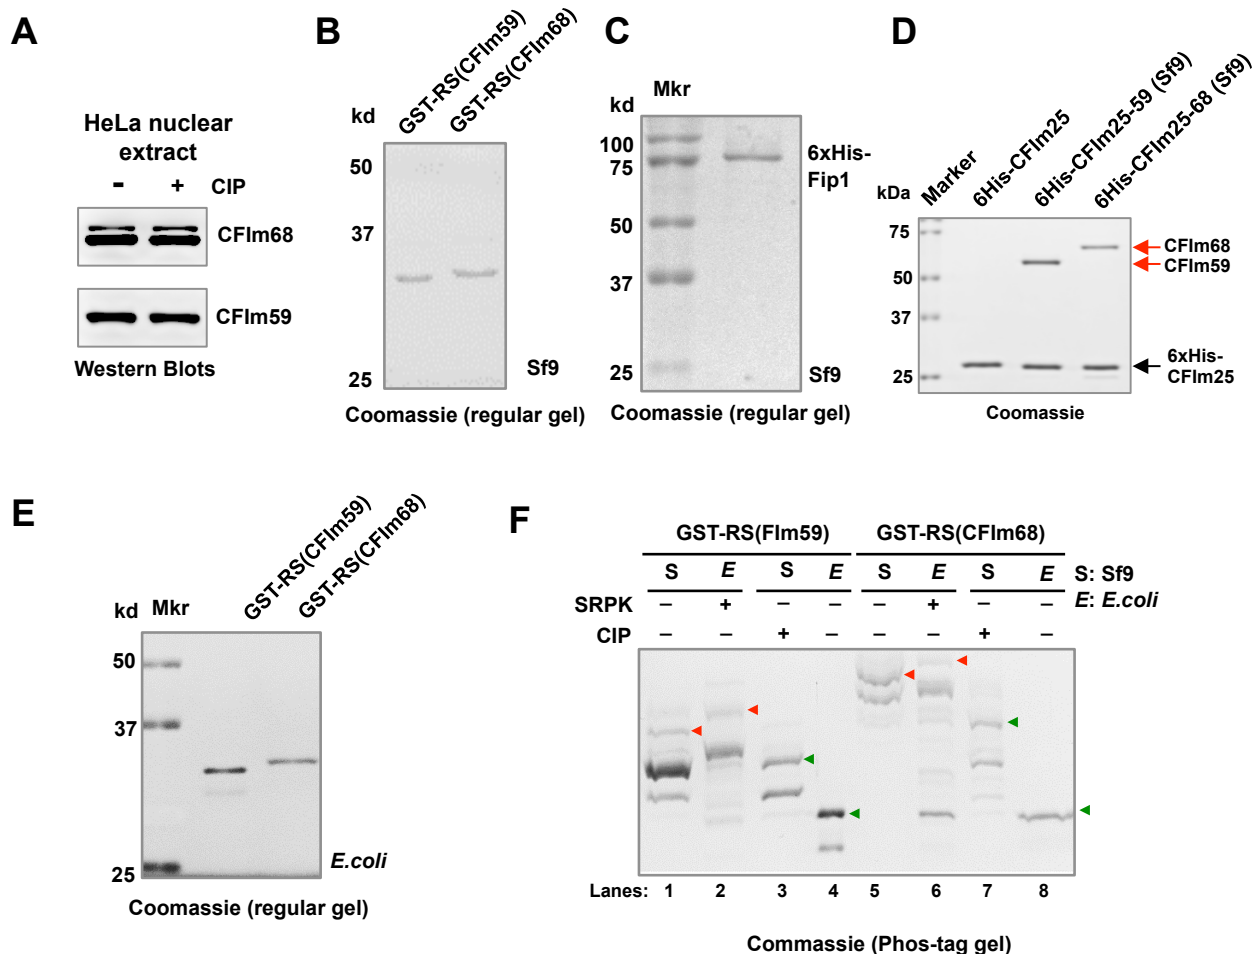 A
HeLa nuclear
extract
- + CIP
CFIm68
CFIm59
Western Blots
B
GST-RS(CFIm59)
GST-RS(CFIm68)
kd
50
37
25
Sf9
Coomassie (regular gel)
C
kd
Mkr
100
75
50
37
25
6xHis-
Fip1
Sf9
Coomassie (regular gel)
D
kDa
Marker
6His-CFIm25
6His-CFIm25-59 (Sf9)
6His-CFIm25-68 (Sf9)
75
50
37
25
CFIm68
CFIm59
6xHis-
CFIm25
Coomassie
E
GST-RS(CFIm59)
GST-RS(CFIm68)
kd
Mkr
50
37
25
E.coli
Coomassie (regular gel)
F
GST-RS(FIm59) GST-RS(CFIm68)
S E S E S E S E S: Sf9
SRPK – + – – – + – – E: E.coli
CIP – – + – – – + –
Lanes: 1 2 3 4 5 6 7 8
Commassie (Phos-tag gel)